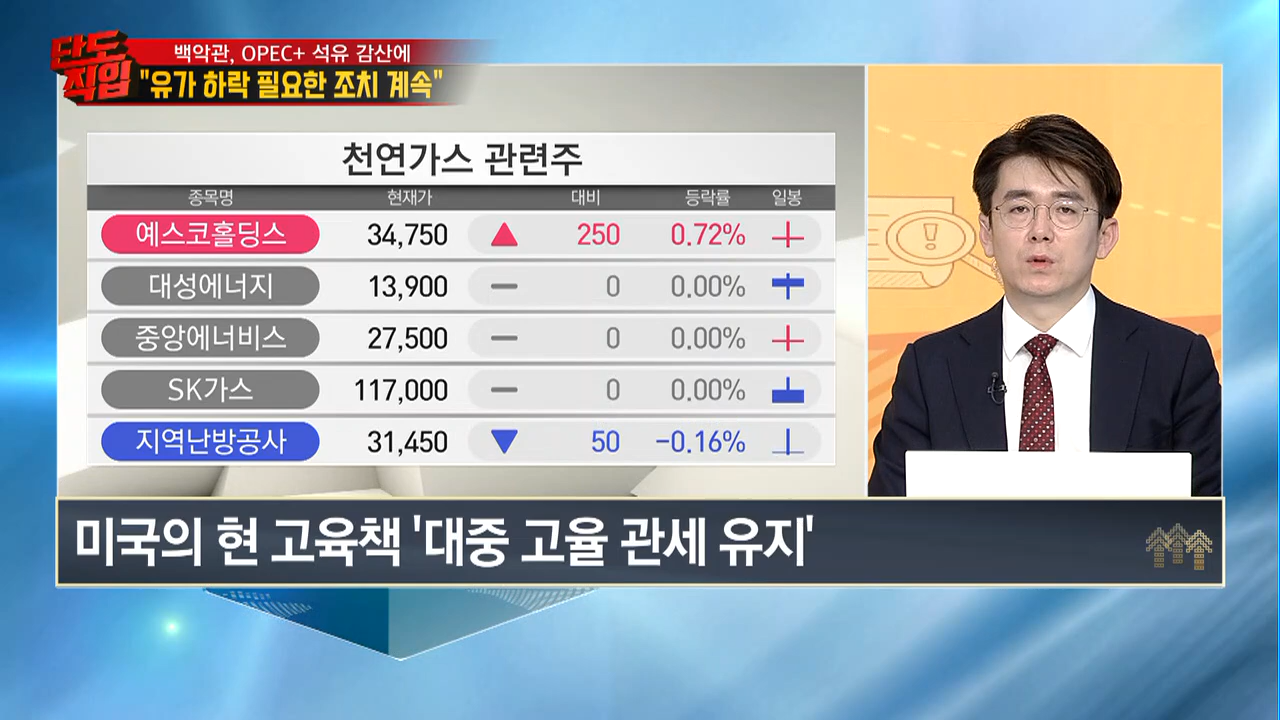 단도
직입
백악관, OPEC+ 석유 감산에
"유가 하락 필요한 조치 계속"
천연가스 관련주
종목명 현재가 대비 등락률 일봉
예스코홀딩스 34,750 ▲ 250 0.72%
대성에너지 13,900 − 0 0.00%
중앙에너비스 27,500 − 0 0.00%
SK가스 117,000 − 0 0.00%
지역난방공사 31,450 ▼ 50 −0.16%
!
미국의 현 고육책 '대중 고율 관세 유지'